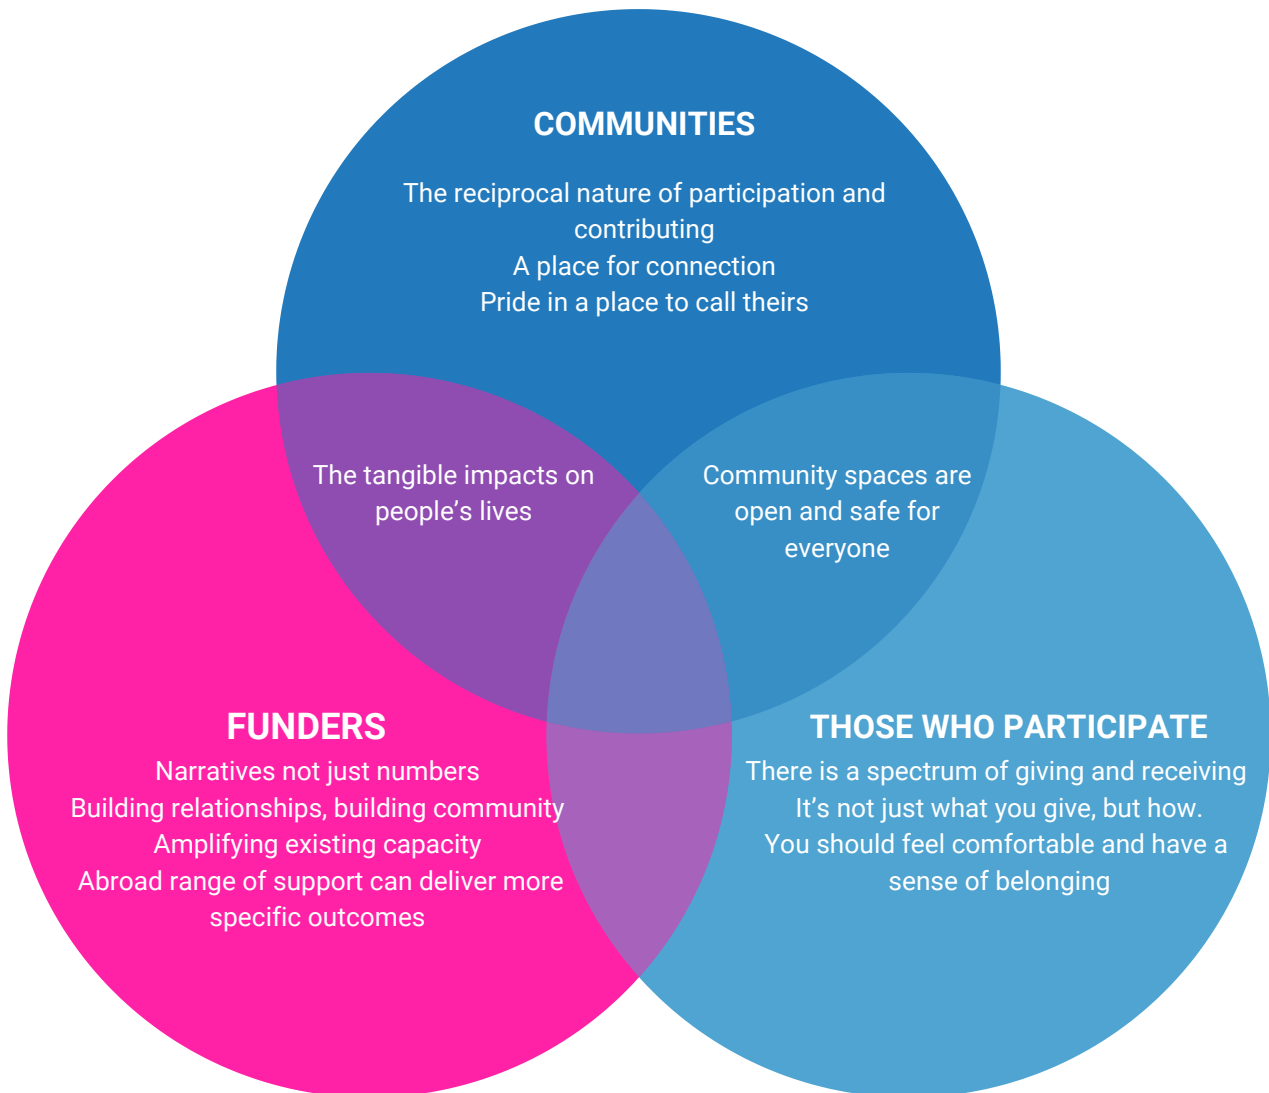 COMMUNITIES
The reciprocal nature of participation and
contributing
A place for connection
Pride in a place to call theirs
The tangible impacts on
people's lives
Community spaces are
open and safe for
everyone
FUNDERS
Narratives not just numbers
Building relationships, building community
Amplifying existing capacity
Abroad range of support can deliver more
specific outcomes
THOSE WHO PARTICIPATE
There is a spectrum of giving and receiving
It's not just what you give, but how.
You should feel comfortable and have a
sense of belonging